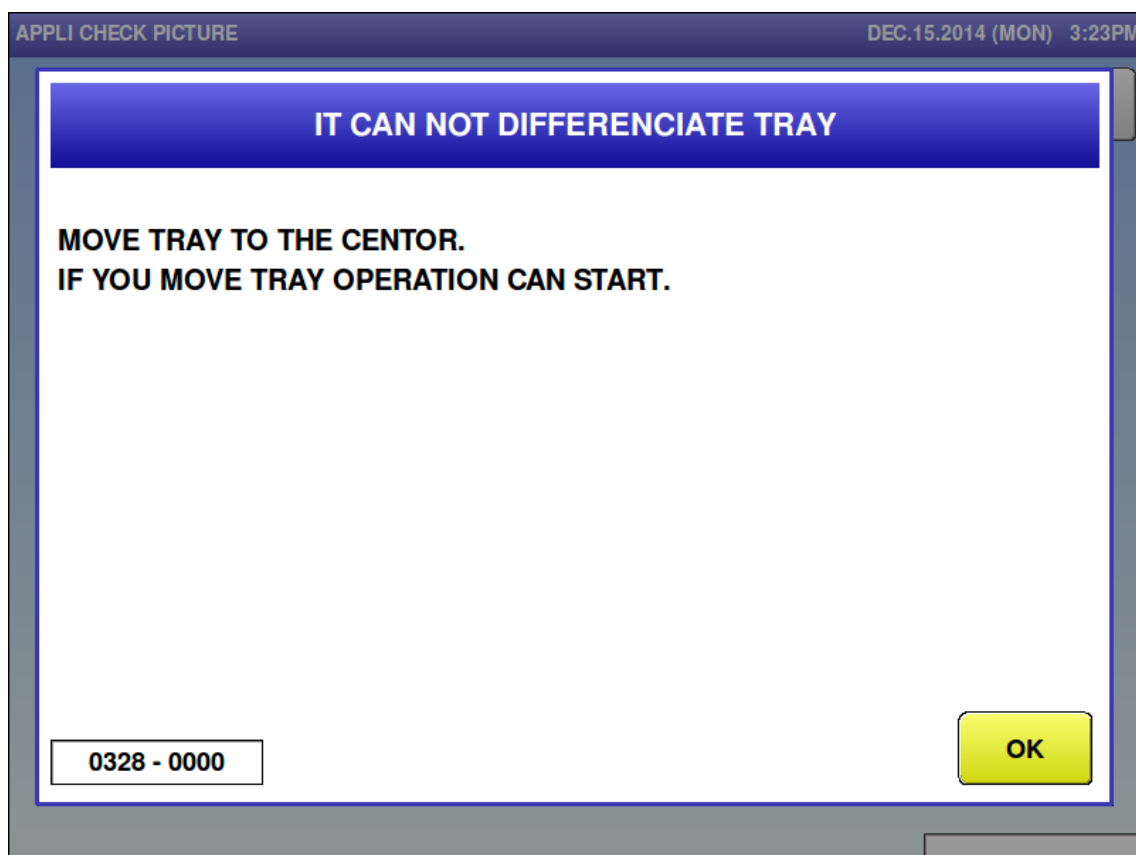 APPLI CHECK PICTURE DEC.15.2014 (MON) 3:23PM
IT CAN NOT DIFFERENCIATE TRAY
MOVE TRAY TO THE CENTOR.
IF YOU MOVE TRAY OPERATION CAN START.
0328 - 0000
OK